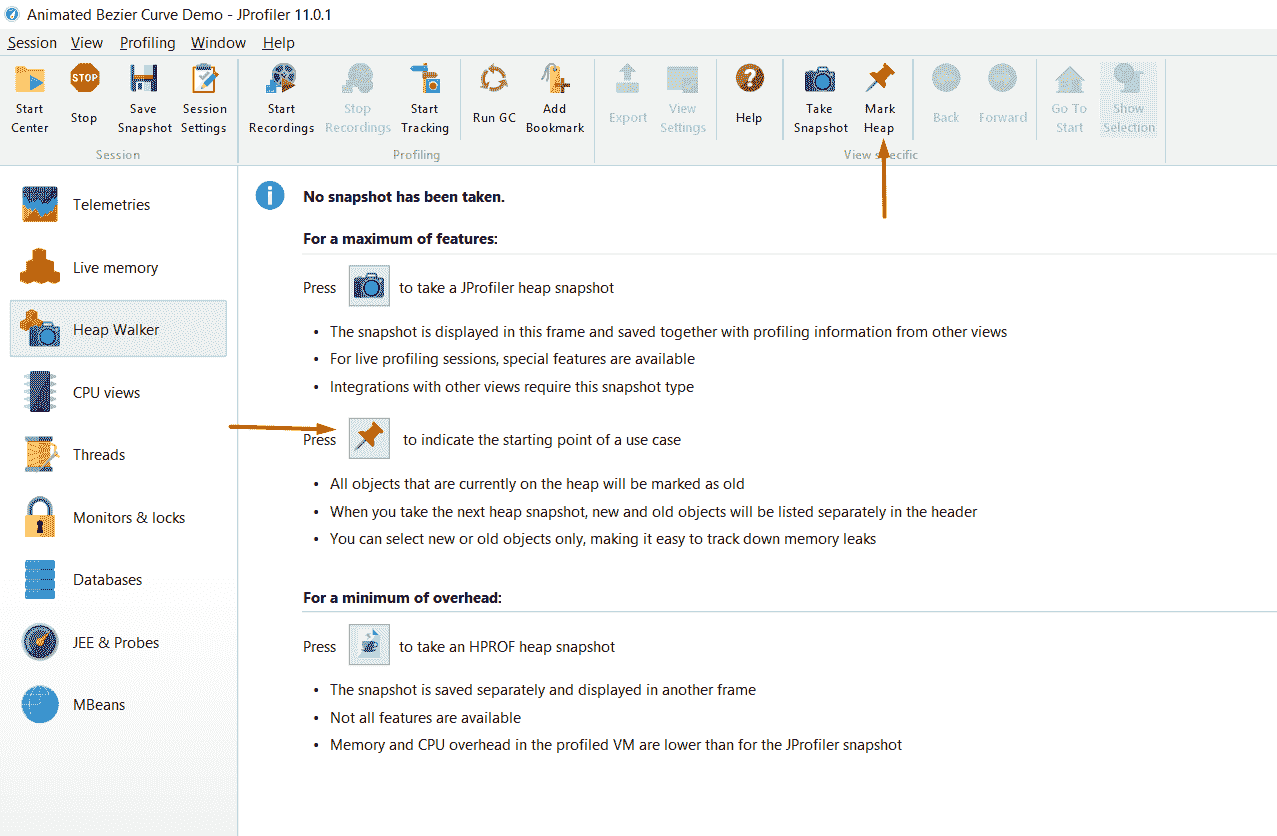 Animated Bezier Curve Demo - JProfiler 11.0.1
Session View Profiling Window Help
STOP
Start Center
Stop
Save Snapshot
Session Settings
Session
Start Recordings
Stop Recordings
Start Tracking
Run GC
Add Bookmark
Profiling
Export
View Settings
Help
Take Snapshot
Mark Heap
Back
Forward
Go To Start
Show Selection
View specific
Telemetries
Live memory
Heap Walker
CPU views
Threads
Monitors & locks
Databases
JEE & Probes
MBeans
No snapshot has been taken.
For a maximum of features:
Press to take a JProfiler heap snapshot
• The snapshot is displayed in this frame and saved together with profiling information from other views
• For live profiling sessions, special features are available
• Integrations with other views require this snapshot type
Press to indicate the starting point of a use case
• All objects that are currently on the heap will be marked as old
• When you take the next heap snapshot, new and old objects will be listed separately in the header
• You can select new or old objects only, making it easy to track down memory leaks
For a minimum of overhead:
Press to take an HPROF heap snapshot
• The snapshot is saved separately and displayed in another frame
• Not all features are available
• Memory and CPU overhead in the profiled VM are lower than for the JProfiler snapshot